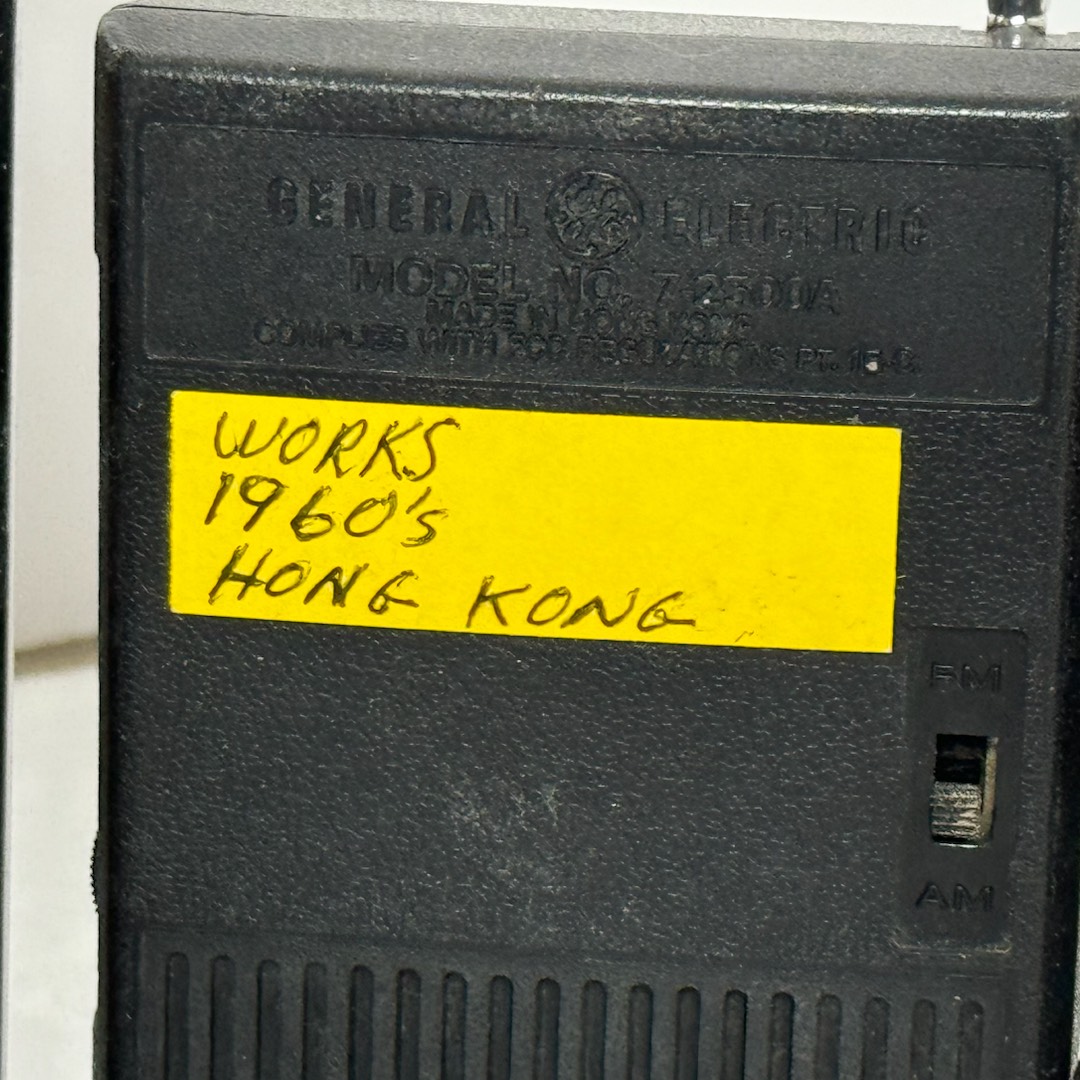 GENERAL GE ELECTRIC
MODEL NO. 7-2500A
MADE IN HONG KONG
COMPLIES WITH FCC REGULATIONS PT. 15-C
WORKS
1960's
HONG KONG
FM
AM